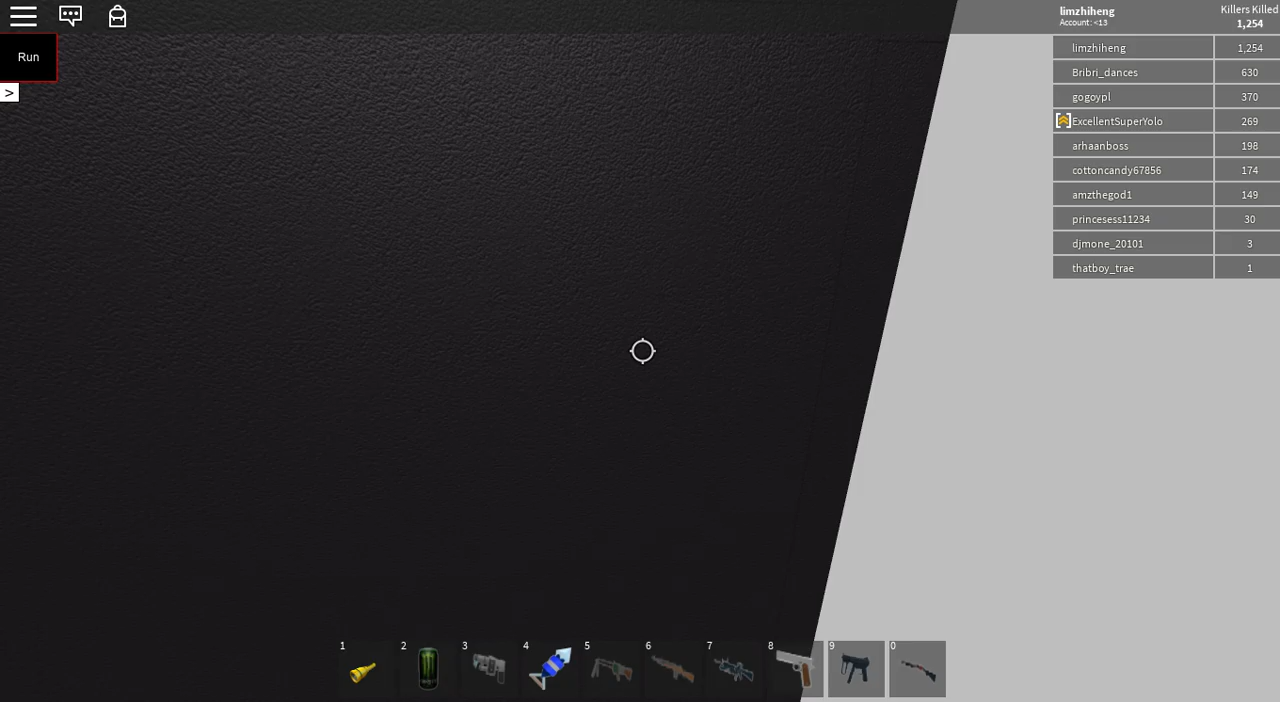 limzhiheng
Account: <13
Killers Killed
1,254
Run
>
limzhiheng 1,254
Bribri_dances 630
gogoypl 370
ExcellentSuperYolo 269
arhaanboss 198
cottoncandy67856 174
amzthegod1 149
princesess11234 30
djmone_20101 3
thatboy_trae 1
1 2 3 4 5 6 7 8 9 0